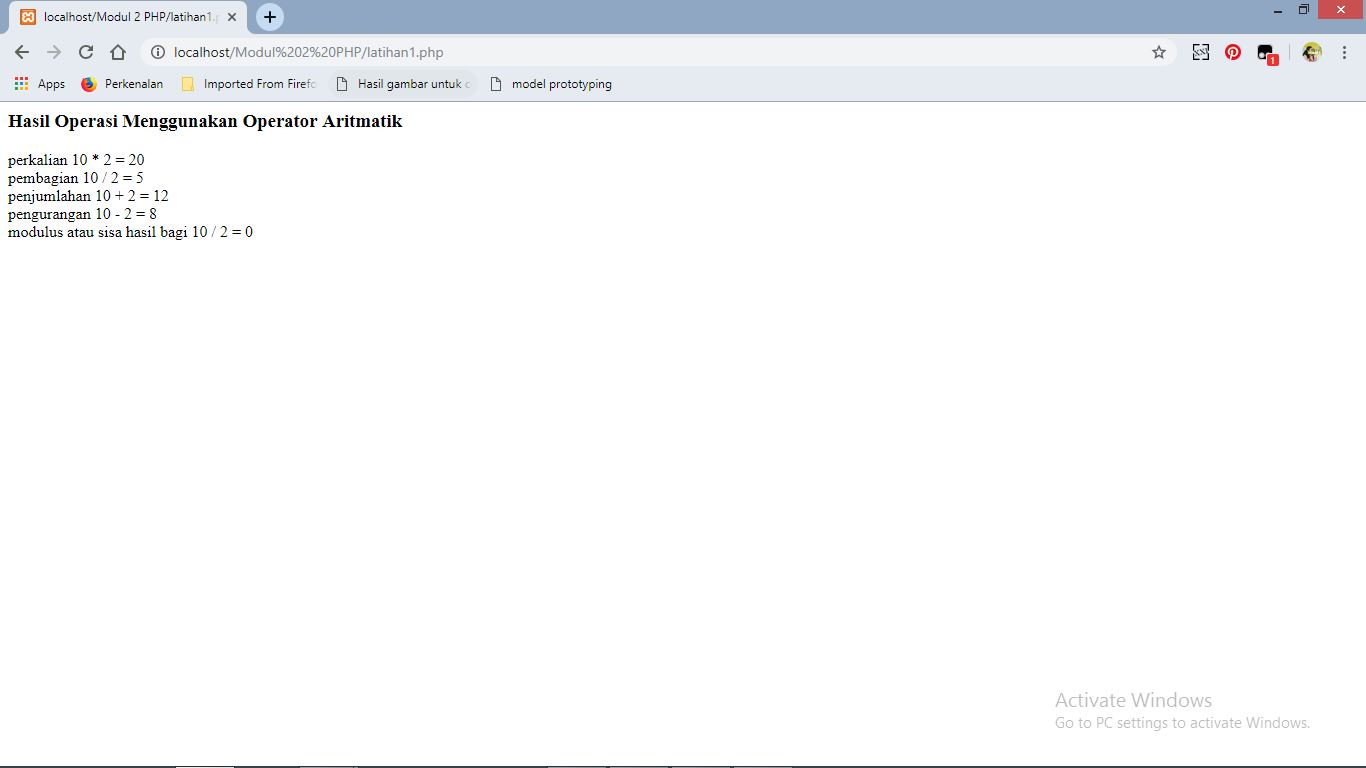 localhost/Modul 2 PHP/latihan1.p
localhost/Modul%202%20PHP/latihan1.php
1
Apps Perkenalan Imported From Firefo Hasil gambar untuk model prototyping
Hasil Operasi Menggunakan Operator Aritmatik
perkalian 10 * 2 = 20
pembagian 10 / 2 = 5
penjumlahan 10 + 2 = 12
pengurangan 10 - 2 = 8
modulus atau sisa hasil bagi 10 / 2 = 0
Activate Windows
Go to PC settings to activate Windows.